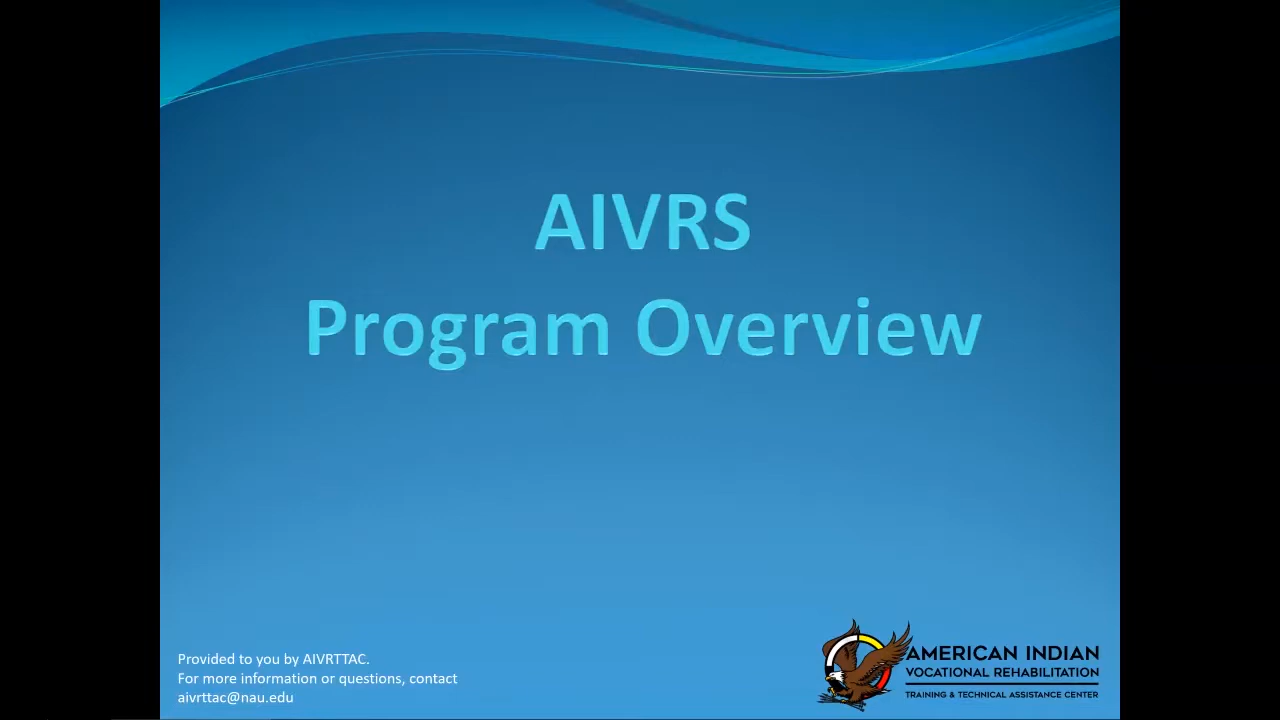 AIVRS
Program Overview
Provided to you by AIVRTTAC.
For more information or questions, contact
aivrttac@nau.edu
AMERICAN INDIAN
VOCATIONAL REHABILITATION
TRAINING & TECHNICAL ASSISTANCE CENTER